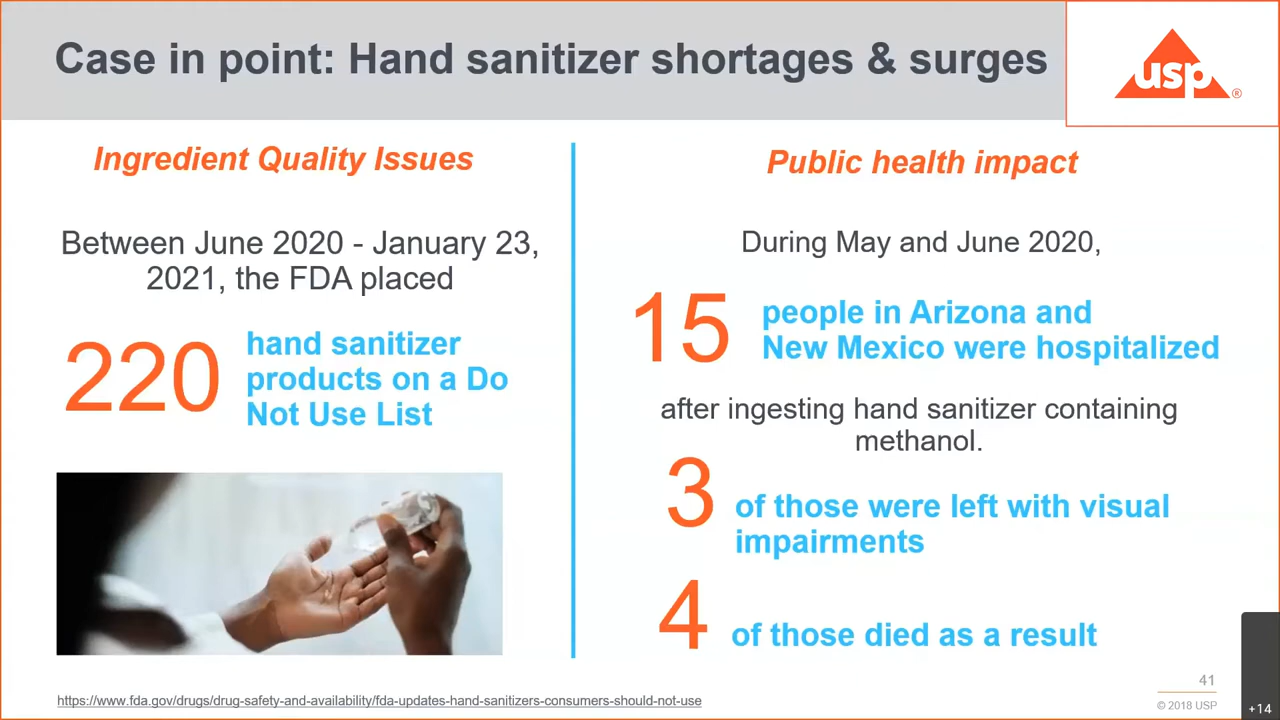 Case in point: Hand sanitizer shortages & surges
usp®
Ingredient Quality Issues
Between June 2020 - January 23,
2021, the FDA placed
220
hand sanitizer
products on a Do
Not Use List
https://www.fda.gov/drugs/drug-safety-and-availability/fda-updates-hand-sanitizers-consumers-should-not-use
Public health impact
During May and June 2020,
15
people in Arizona and
New Mexico were hospitalized
after ingesting hand sanitizer containing
methanol.
3
of those were left with visual
impairments
4
of those died as a result
41
© 2018 USP
+14